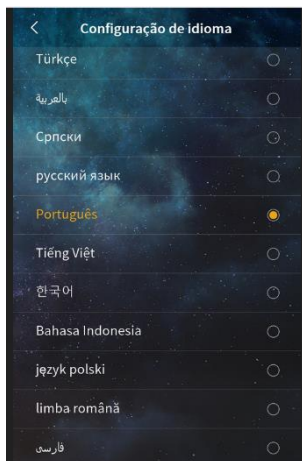 Configuração de idioma
Türkçe
بالعربية
Српски
русский язык
Português
Tiếng Việt
한국어
Bahasa Indonesia
język polski
limba română
فارسی